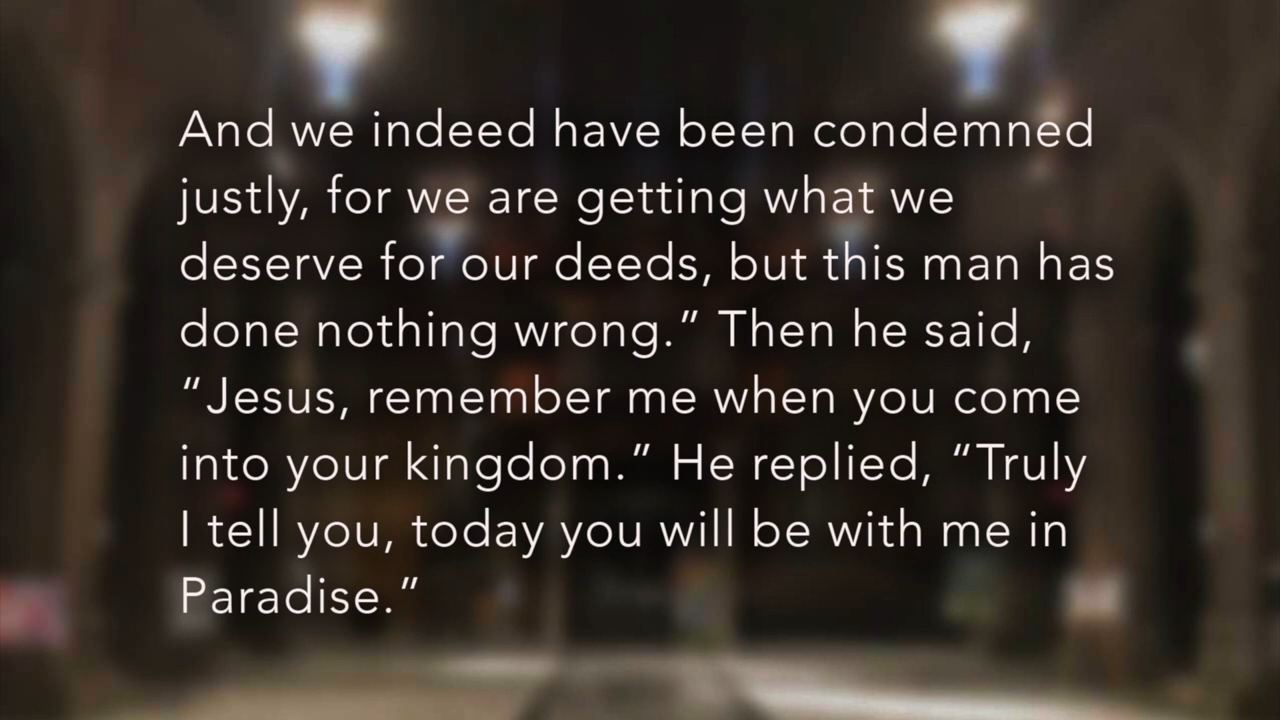 And we indeed have been condemned
justly, for we are getting what we
deserve for our deeds, but this man has
done nothing wrong.” Then he said,
“Jesus, remember me when you come
into your kingdom.” He replied, “Truly
I tell you, today you will be with me in
Paradise.”